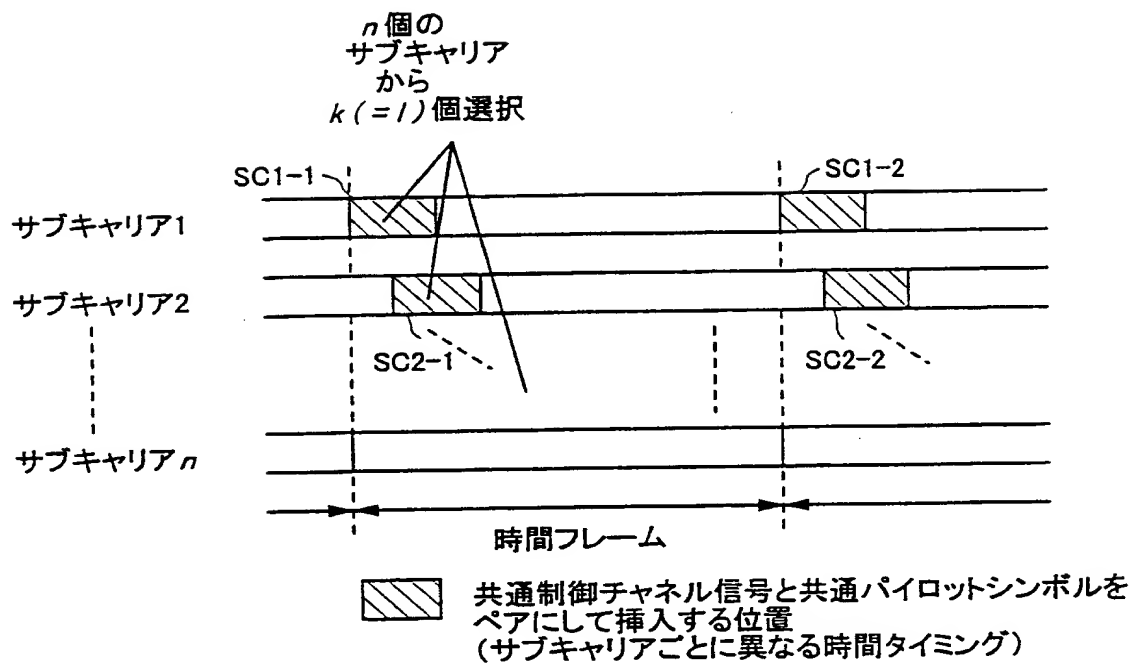 n個の
サブキャリア
から
k(=1)個選択
SC1-1
SC1-2
サブキャリア1
サブキャリア2
SC2-1
SC2-2
サブキャリアn
時間フレーム
共通制御チャネル信号と共通パイロットシンボルを
ペアにして挿入する位置
(サブキャリアごとに異なる時間タイミング)